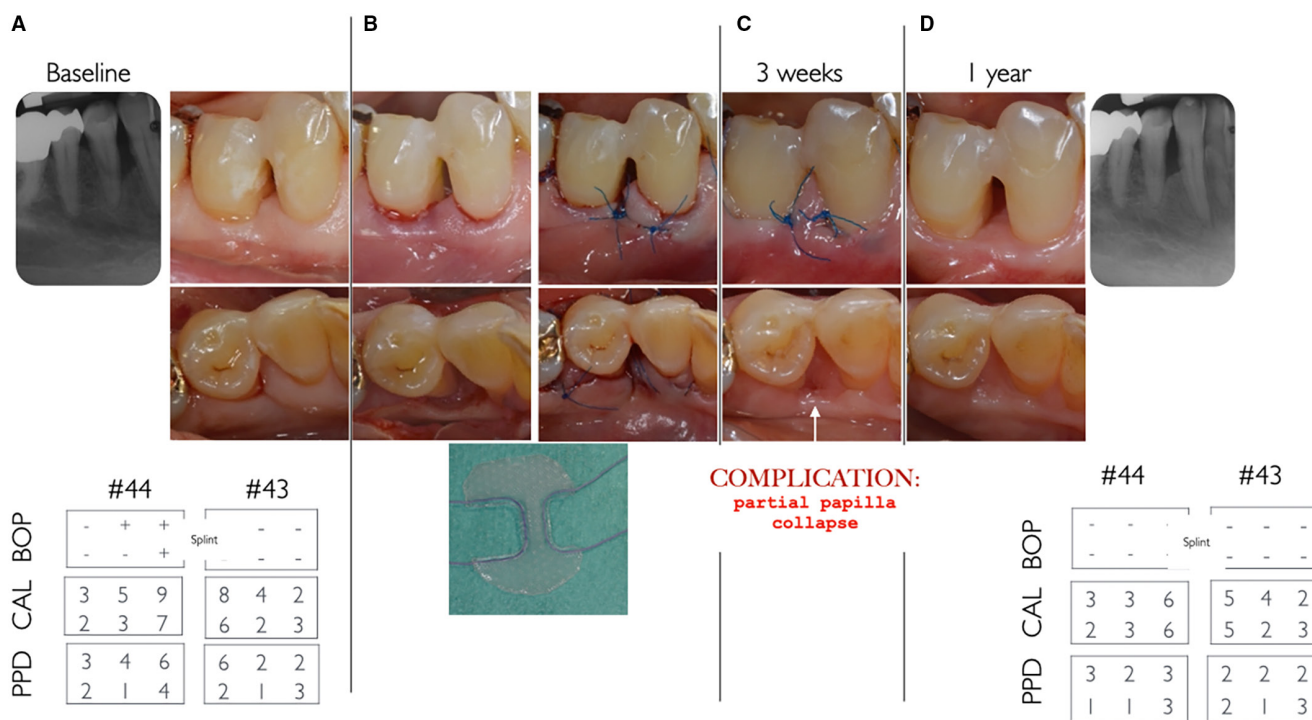 A
B
C
D
Baseline
3 weeks
1 year
COMPLICATION:
partial papilla
collapse
#44 #43
BOP
- + +
- - +
Splint
- -
- - -
CAL
3 5 9
2 3 7
8 4 2
6 2 3
PPD
3 4 6
2 1 4
6 2 2
2 1 3
#44 #43
BOP
- - -
- - -
Splint
- - -
- - -
CAL
3 3 6
2 3 6
5 4 2
5 2 3
PPD
3 2 3
1 1 3
2 2 2
2 1 3